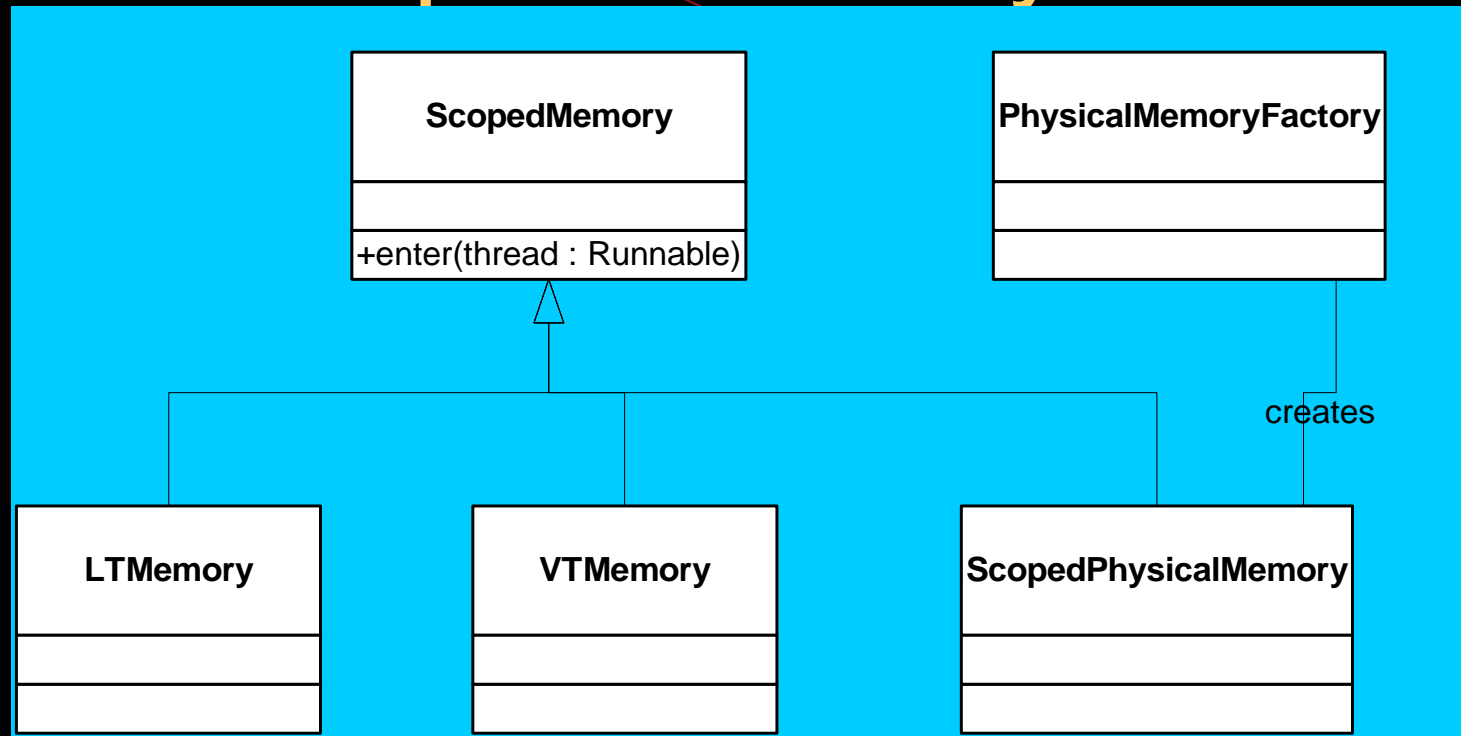 ScopedMemory
PhysicalMemoryFactory
+enter(thread : Runnable)
creates
LTMemory
VTMemory
ScopedPhysicalMemory